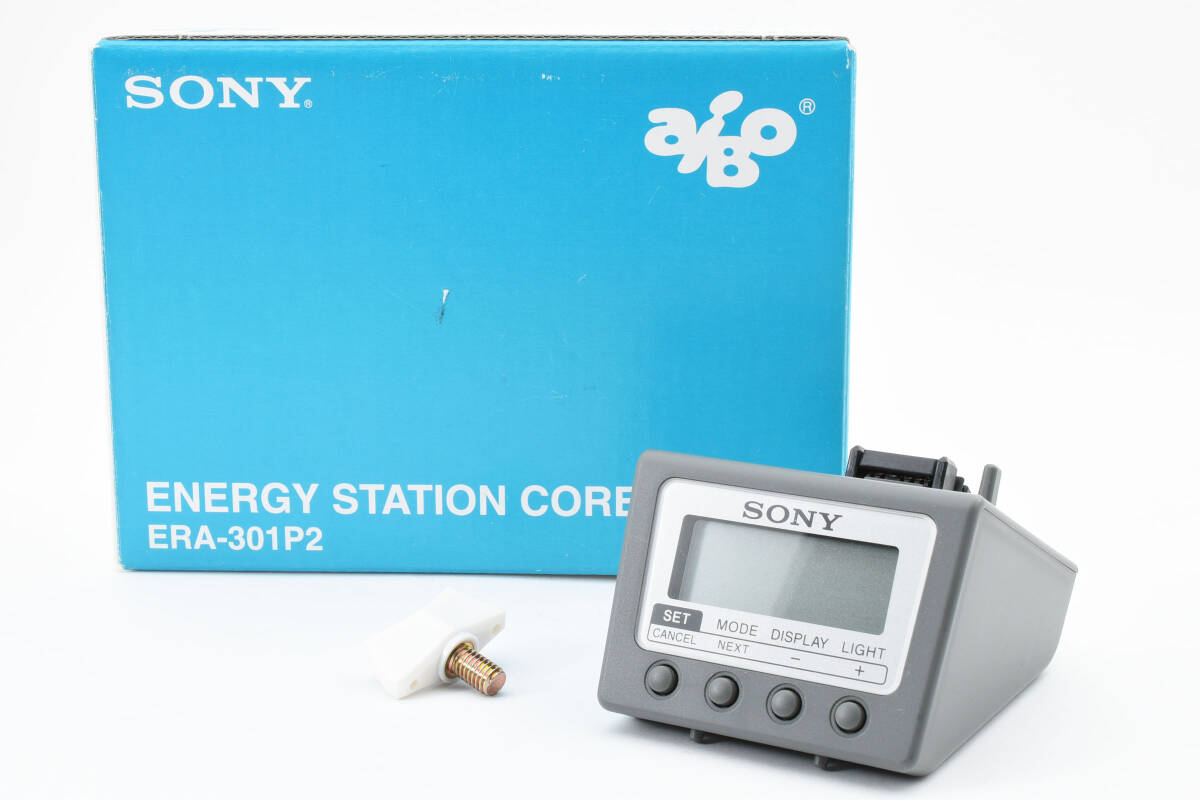 SONY®
aiBo®
ENERGY STATION CORE
ERA-301P2
SONY
SET MODE DISPLAY LIGHT
CANCEL NEXT − +